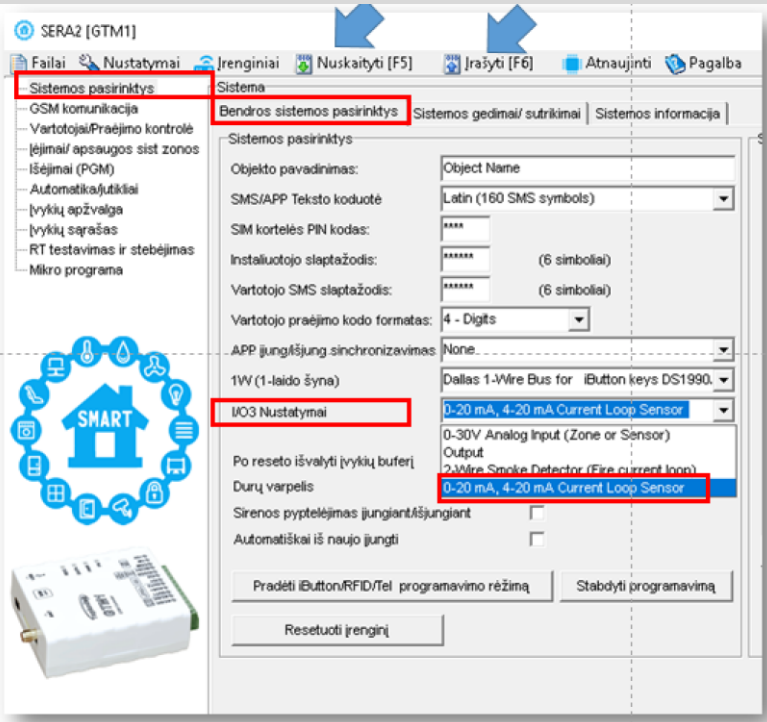 SERA2 [GTM1]
Failai Nustatymai Įrenginiai Nuskaityti [F5] Įrašyti [F6] Atnaujinti Pagalba
Sistemos pasirinktys
GSM komunikacija
Vartotojai/Praėjimo kontrolė
Įėjimai/ apsaugos sist zonos
Išėjimai (PGM)
Automatika/jutikliai
Įvykių apžvalga
Įvykių sąrašas
RT testavimas ir stebėjimas
Mikro programa
SMART
Sistema
Bendros sistemos pasirinktys Sistemos gedimai/ sutrikimai Sistemos informacija
Sistemos pasirinktys
Objekto pavadinimas: Object Name
SMS/APP Teksto koduotė Latin (160 SMS symbols)
SIM kortelės PIN kodas: ****
Instaliuotojo slaptažodis: ****** (6 simboliai)
Vartotojo SMS slaptažodis: ****** (6 simboliai)
Vartotojo praėjimo kodo formatas: 4 - Digits
APP įjung/išjung sinchronizavimas None
1W (1-laido šyna) Dallas 1-Wire Bus for iButton keys DS1990.
I/O3 Nustatymai 0-20 mA, 4-20 mA Current Loop Sensor
0-30V Analog Input (Zone or Sensor)
Output
2-Wire Smoke Detector (Fire current loop)
0-20 mA, 4-20 mA Current Loop Sensor
Po reseto išvalyti įvykių buferį
Durų varpelis
Sirenos pyptelėjimas įjungiant/išjungiant
Automatiškai iš naujo įjungti
Pradėti iButton/RFID/Tel programavimo rėžimą Stabdyti programavimą
Resetuoti įrenginį